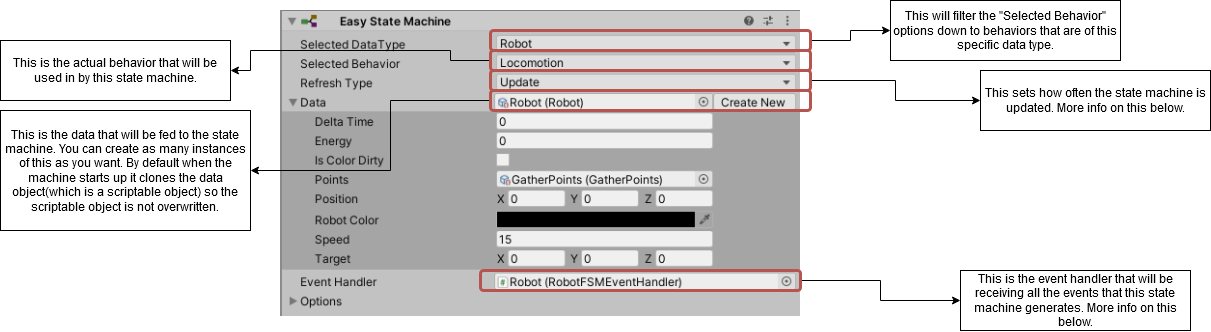 This is the actual behavior that will be
used in by this state machine.
This is the data that will be fed to the state
machine. You can create as many instances
of this as you want. By default when the
machine starts up it clones the data
object(which is a scriptable object) so the
scriptable object is not overwritten.
Easy State Machine
Selected DataType Robot
Selected Behavior Locomotion
Refresh Type Update
Data Robot (Robot) Create New
Delta Time 0
Energy 0
Is Color Dirty
Points GatherPoints (GatherPoints)
Position X 0 Y 0 Z 0
Robot Color
Speed 15
Target X 0 Y 0 Z 0
Event Handler # Robot (RobotFSMEventHandler)
Options
This will filter the "Selected Behavior"
options down to behaviors that are of this
specific data type.
This sets how often the state machine is
updated. More info on this below.
This is the event handler that will be
receiving all the events that this state
machine generates. More info on this
below.